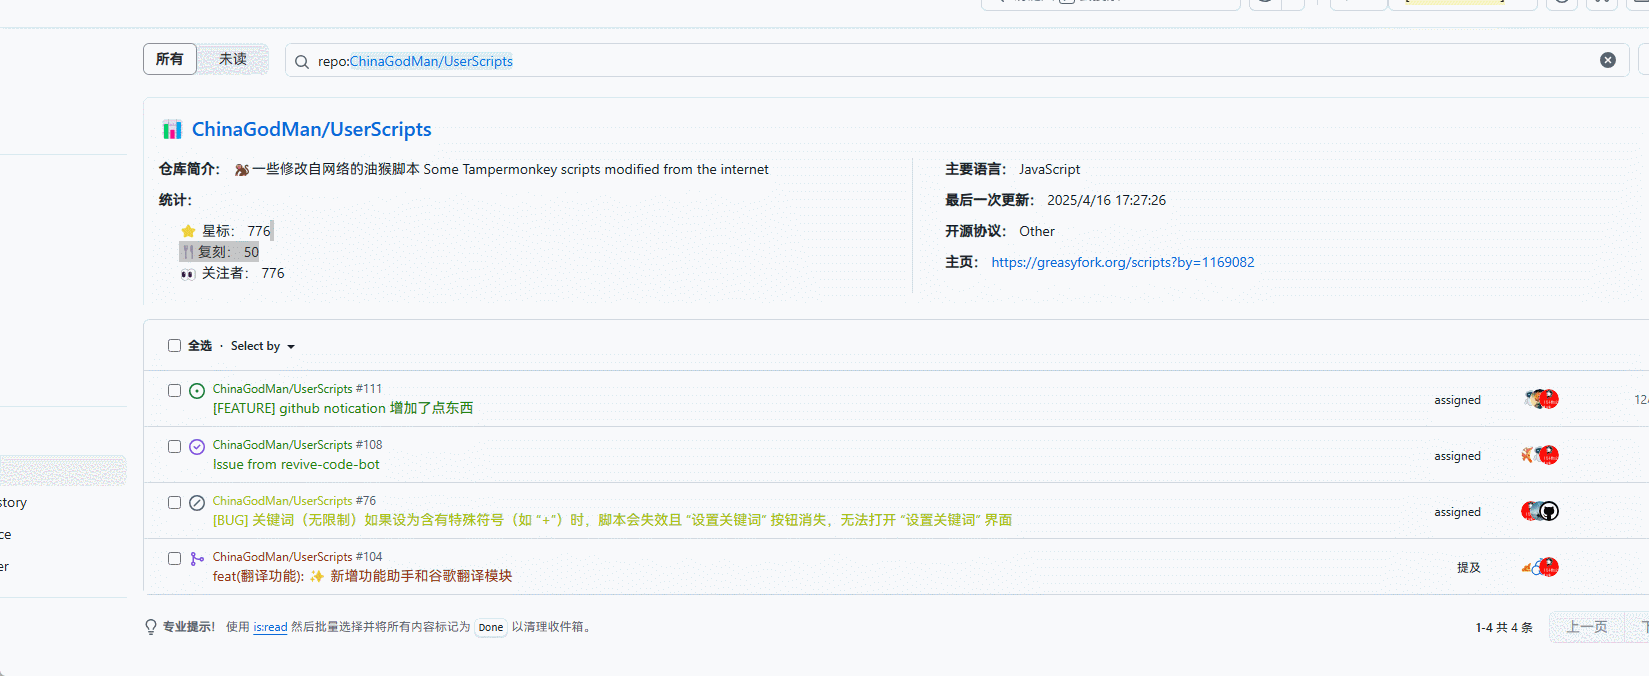 所有 未读 repo:ChinaGodMan/UserScripts
ChinaGodMan/UserScripts
仓库简介: 🐒一些修改自网络的油猴脚本 Some Tampermonkey scripts modified from the internet
统计:
⭐ 星标: 776
🍴复刻: 50
👀 关注者: 776
主要语言: JavaScript
最后一次更新: 2025/4/16 17:27:26
开源协议: Other
主页: https://greasyfork.org/scripts?by=1169082
全选 · Select by
ChinaGodMan/UserScripts #111
[FEATURE] github notication 增加了点东西
assigned
ChinaGodMan/UserScripts #108
Issue from revive-code-bot
assigned
ChinaGodMan/UserScripts #76
[BUG] 关键词（无限制）如果设为含有特殊符号（如 “+”）时，脚本会失效且 “设置关键词” 按钮消失，无法打开 “设置关键词” 界面
assigned
ChinaGodMan/UserScripts #104
feat(翻译功能): ✨ 新增功能助手和谷歌翻译模块
提及
专业提示！ 使用 is:read 然后批量选择并将所有内容标记为 Done 以清理收件箱。
1-4 共 4 条 上一页